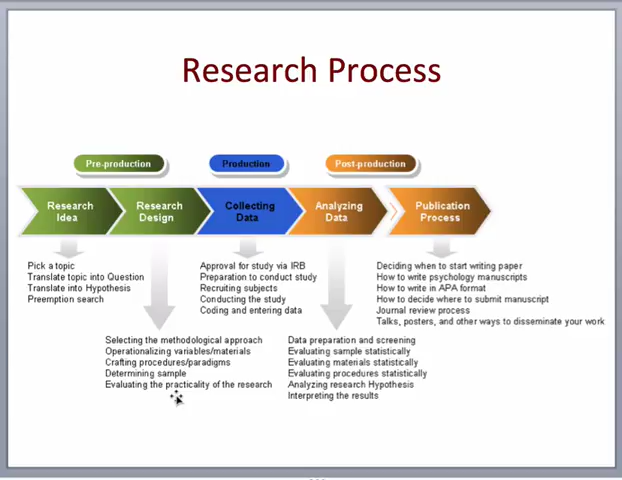 Research Process
Pre-production
Production
Post-production
Research
Idea
Research
Design
Collecting
Data
Analyzing
Data
Publication
Process
Pick a topic
Translate topic into Question
Translate into Hypothesis
Preemption search
Approval for study via IRB
Preparation to conduct study
Recruiting subjects
Conducting the study
Coding and entering data
Deciding when to start writing paper
How to write psychology manuscripts
How to write in APA format
How to decide where to submit manuscript
Journal review process
Talks, posters, and other ways to disseminate your work
Selecting the methodological approach
Operationalizing variables/materials
Crafting procedures/paradigms
Determining sample
Evaluating the practicality of the research
Data preparation and screening
Evaluating sample statistically
Evaluating materials statistically
Evaluating procedures statistically
Analyzing research Hypothesis
Interpreting the results